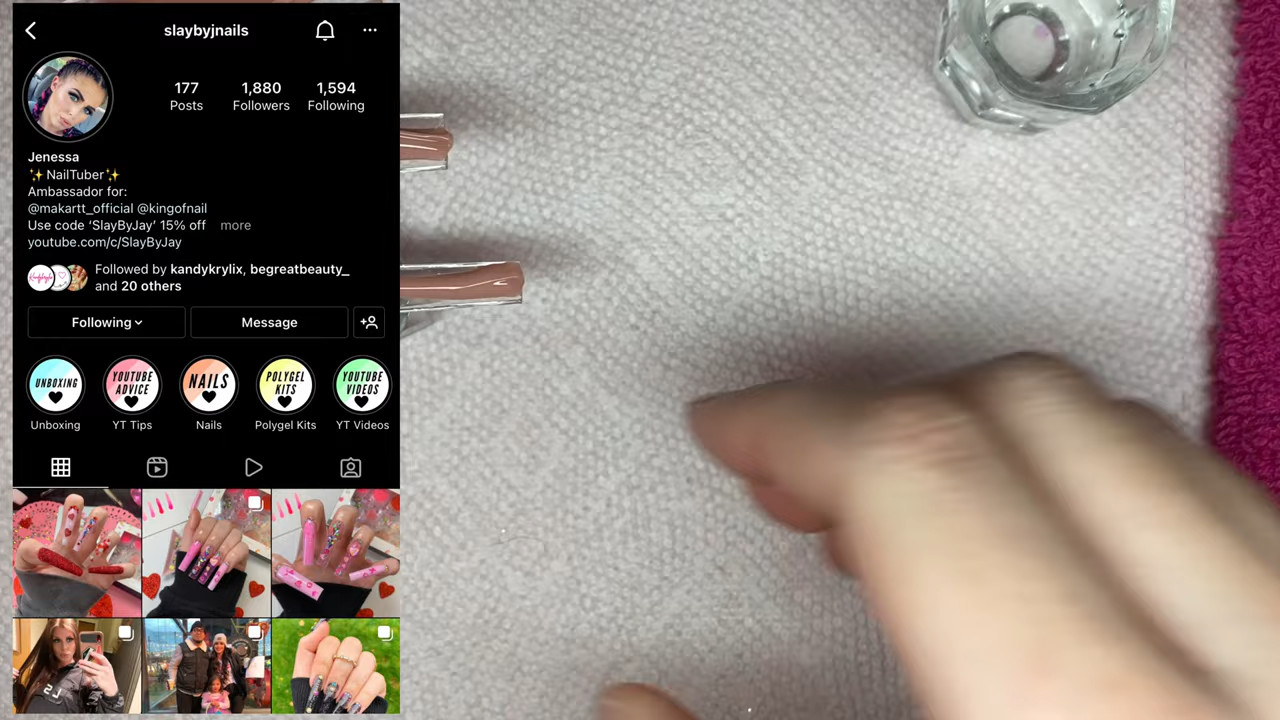 slaybyjnails
177
1,880
1,594
Posts
Followers
Following
Jenessa
✨NailTuber✨
Ambassador for:
@makartt_official @kingofnail
Use code ‘SlayByJay’ 15% off more
youtube.com/c/SlayByJay
Followed by kandykrylix, begreatbeauty_
and 20 others
Following
Message
UNBOXING
YOUTUBE
ADVICE
NAILS
POLYGEL
KITS
YOUTUBE
VIDEOS
Unboxing
YT Tips
Nails
Polygel Kits
YT Videos